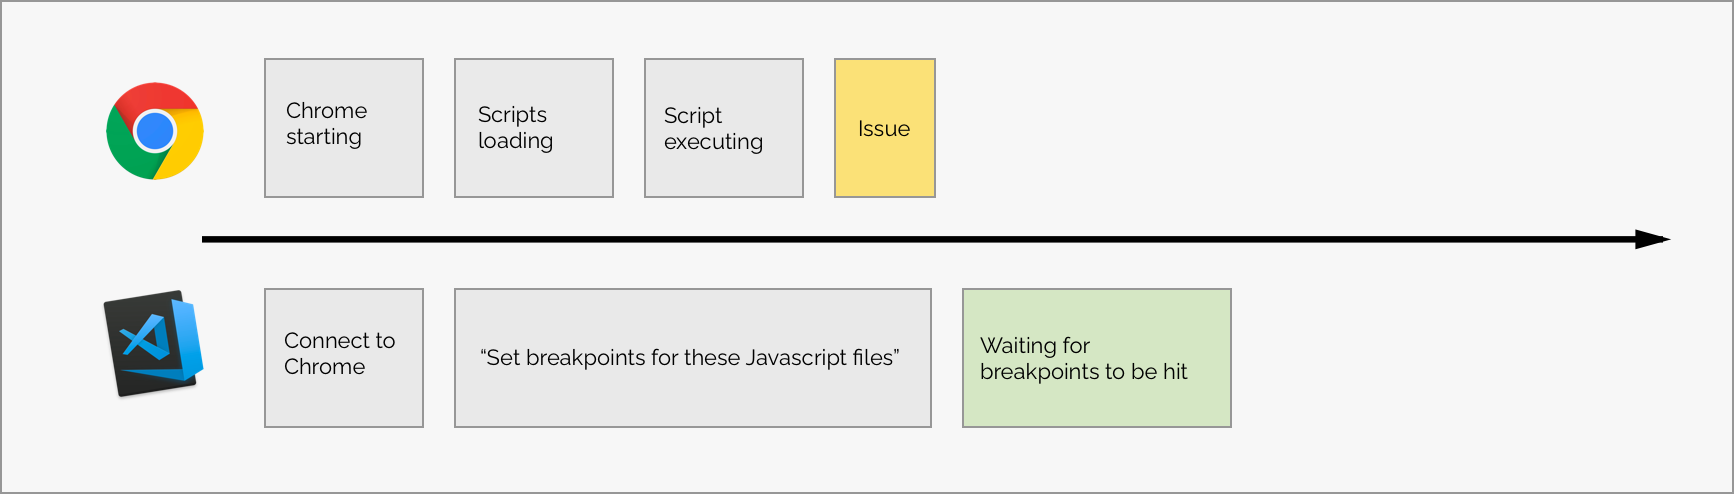 Chrome
starting
Scripts
loading
Script
executing
Issue
Connect to
Chrome
“Set breakpoints for these Javascript files”
Waiting for
breakpoints to be hit